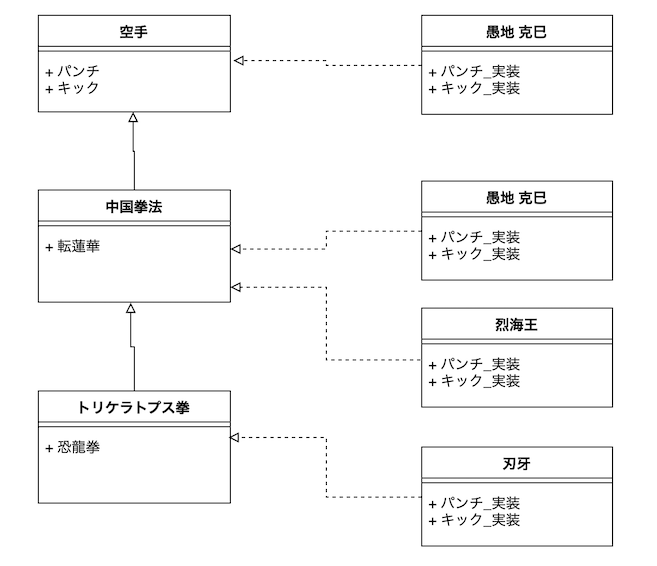 空手
+ パンチ
+ キック
愚地 克巳
+ パンチ_実装
+ キック_実装
中国拳法
+ 転蓮華
愚地 克巳
+ パンチ_実装
+ キック_実装
烈海王
+ パンチ_実装
+ キック_実装
トリケラトプス拳
+ 恐龍拳
刃牙
+ パンチ_実装
+ キック_実装